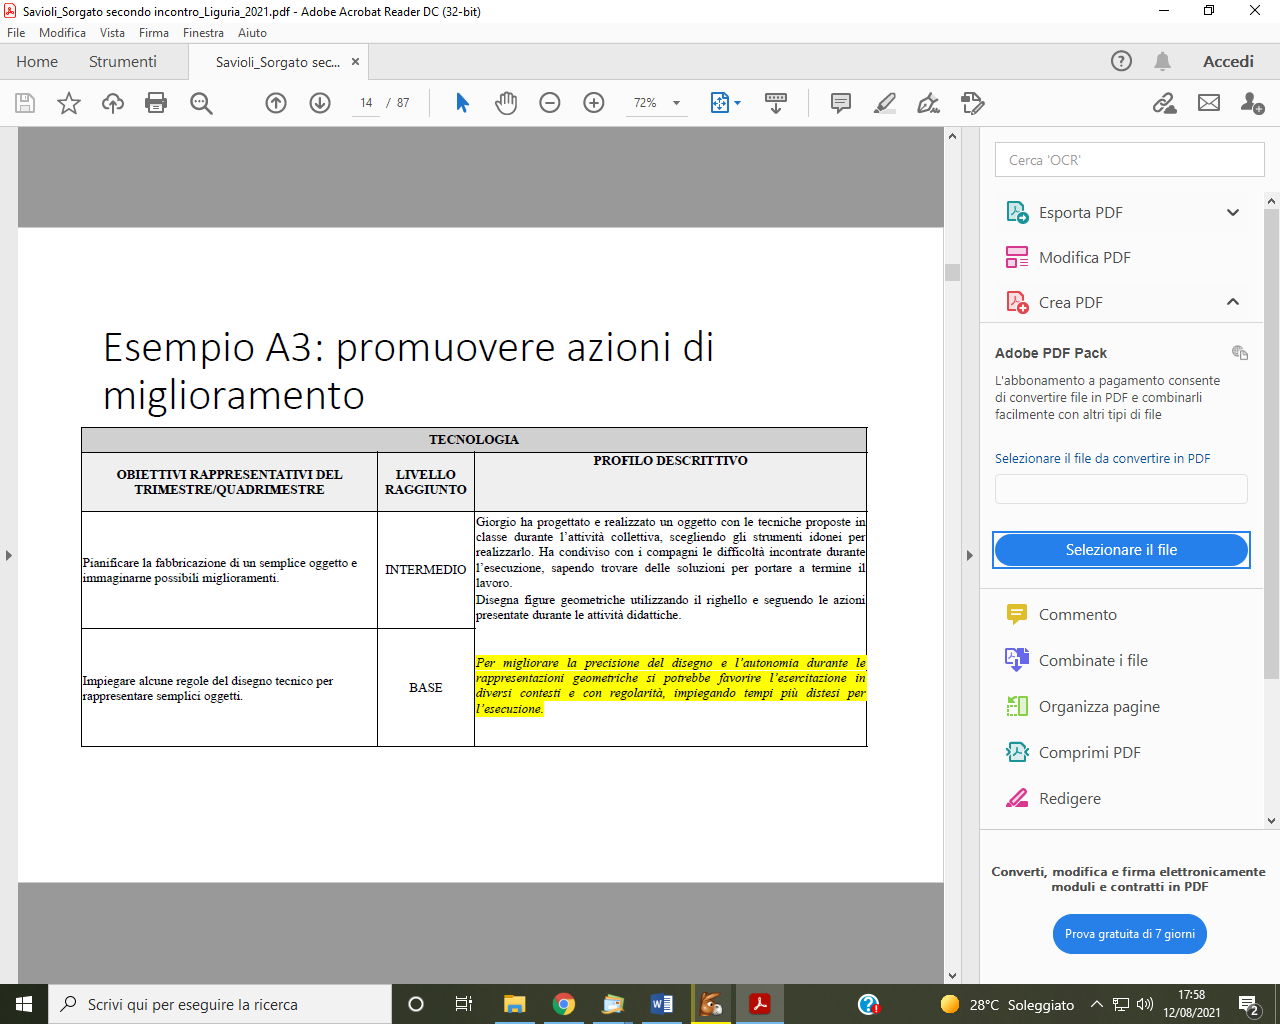 Savioli_Sorgato secondo incontro_Liguria_2021.pdf - Adobe Acrobat Reader DC (32-bit)
File Modifica Vista Firma Finestra Aiuto
Home Strumenti Savioli_Sorgato sec... × ? Accedi
14 / 87 72%
Cerca 'OCR'
Esporta PDF
Modifica PDF
Crea PDF
Adobe PDF Pack
L'abbonamento a pagamento consente
di convertire file in PDF e combinarli
facilmente con altri tipi di file
Selezionare il file da convertire in PDF
Selezionare il file
Commento
Combinate i file
Organizza pagine
Comprimi PDF
Redigere
Converti, modifica e firma elettronicamente
moduli e contratti in PDF
Prova gratuita di 7 giorni
Esempio A3: promuovere azioni di
miglioramento
TECNOLOGIA
OBIETTIVI RAPPRESENTATIVI DEL
TRIMESTRE/QUADRIMESTRE
LIVELLO
RAGGIUNTO
PROFILO DESCRITTIVO
Pianificare la fabbricazione di un semplice oggetto e
immaginarne possibili miglioramenti.
INTERMEDIO
Giorgio ha progettato e realizzato un oggetto con le tecniche proposte in
classe durante l'attività collettiva, scegliendo gli strumenti idonei per
realizzarlo. Ha condiviso con i compagni le difficoltà incontrate durante
l'esecuzione, sapendo trovare delle soluzioni per portare a termine il
lavoro.
Disegna figure geometriche utilizzando il righello e seguendo le azioni
presentate durante le attività didattiche.
Impiegare alcune regole del disegno tecnico per
rappresentare semplici oggetti.
BASE
Per migliorare la precisione del disegno e l'autonomia durante le
rappresentazioni geometriche si potrebbe favorire l'esercitazione in
diversi contesti e con regolarità, impiegando tempi più distesi per
l'esecuzione.
Scrivi qui per eseguire la ricerca
28°C Soleggiato
17:58
12/08/2021
2